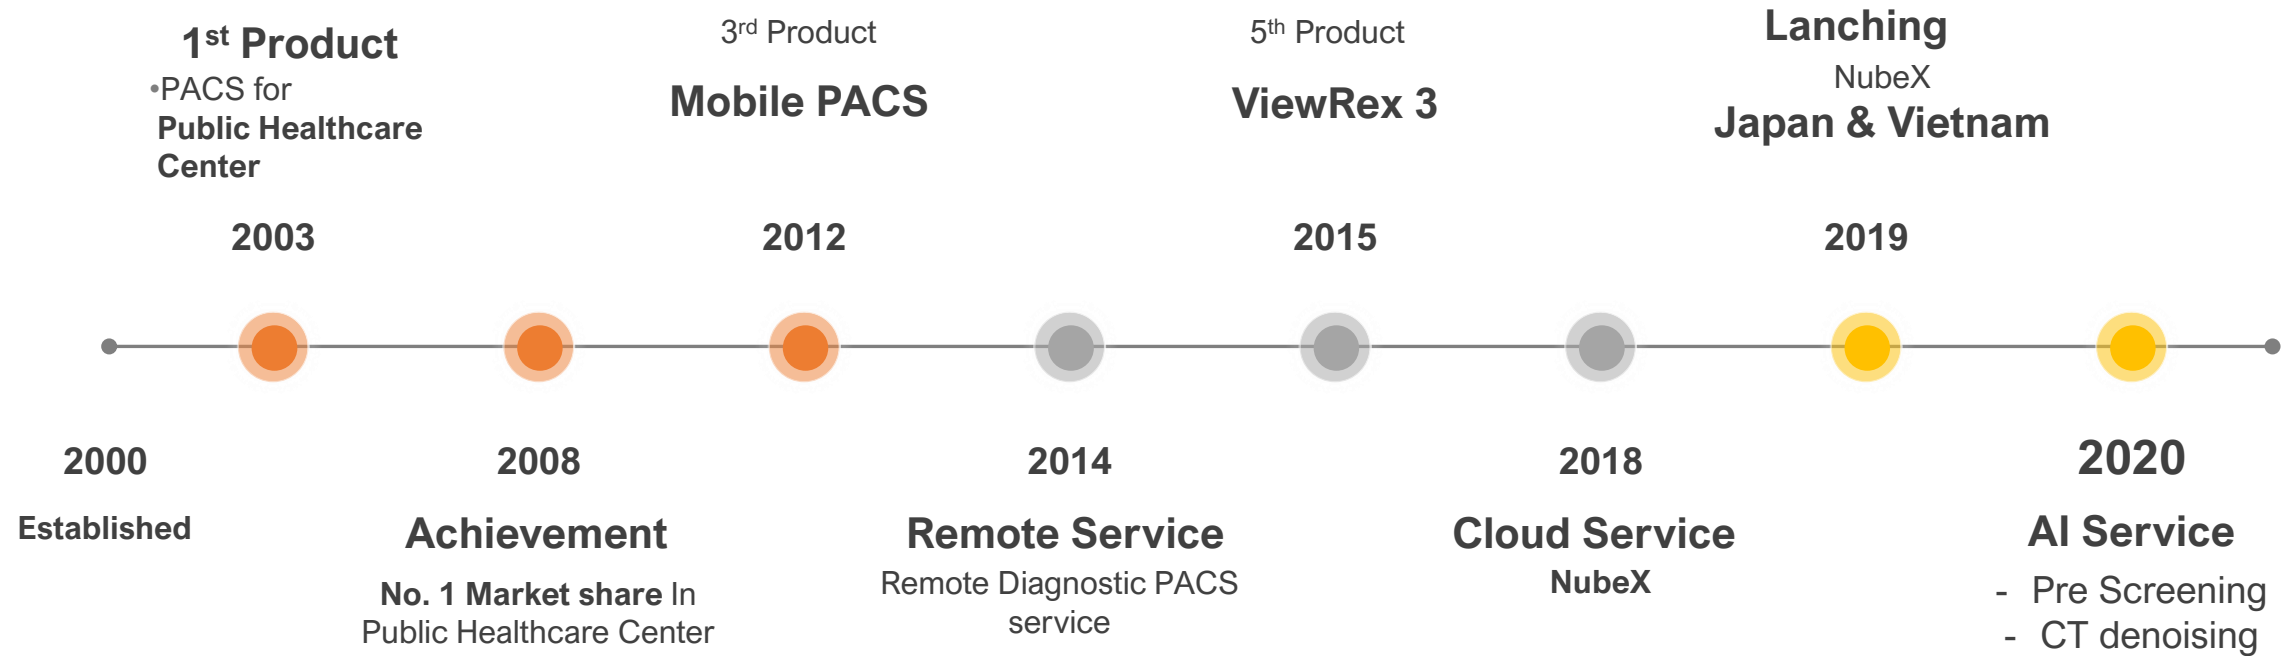 1st Product
•PACS for
Public Healthcare
Center
2003
3rd Product
Mobile PACS
2012
5th Product
ViewRex 3
2015
Lanching
NubeX
Japan & Vietnam
2019
2000
Established
2008
Achievement
No. 1 Market share In
Public Healthcare Center
2014
Remote Service
Remote Diagnostic PACS
service
2018
Cloud Service
NubeX
2020
AI Service
- Pre Screening
- CT denoising